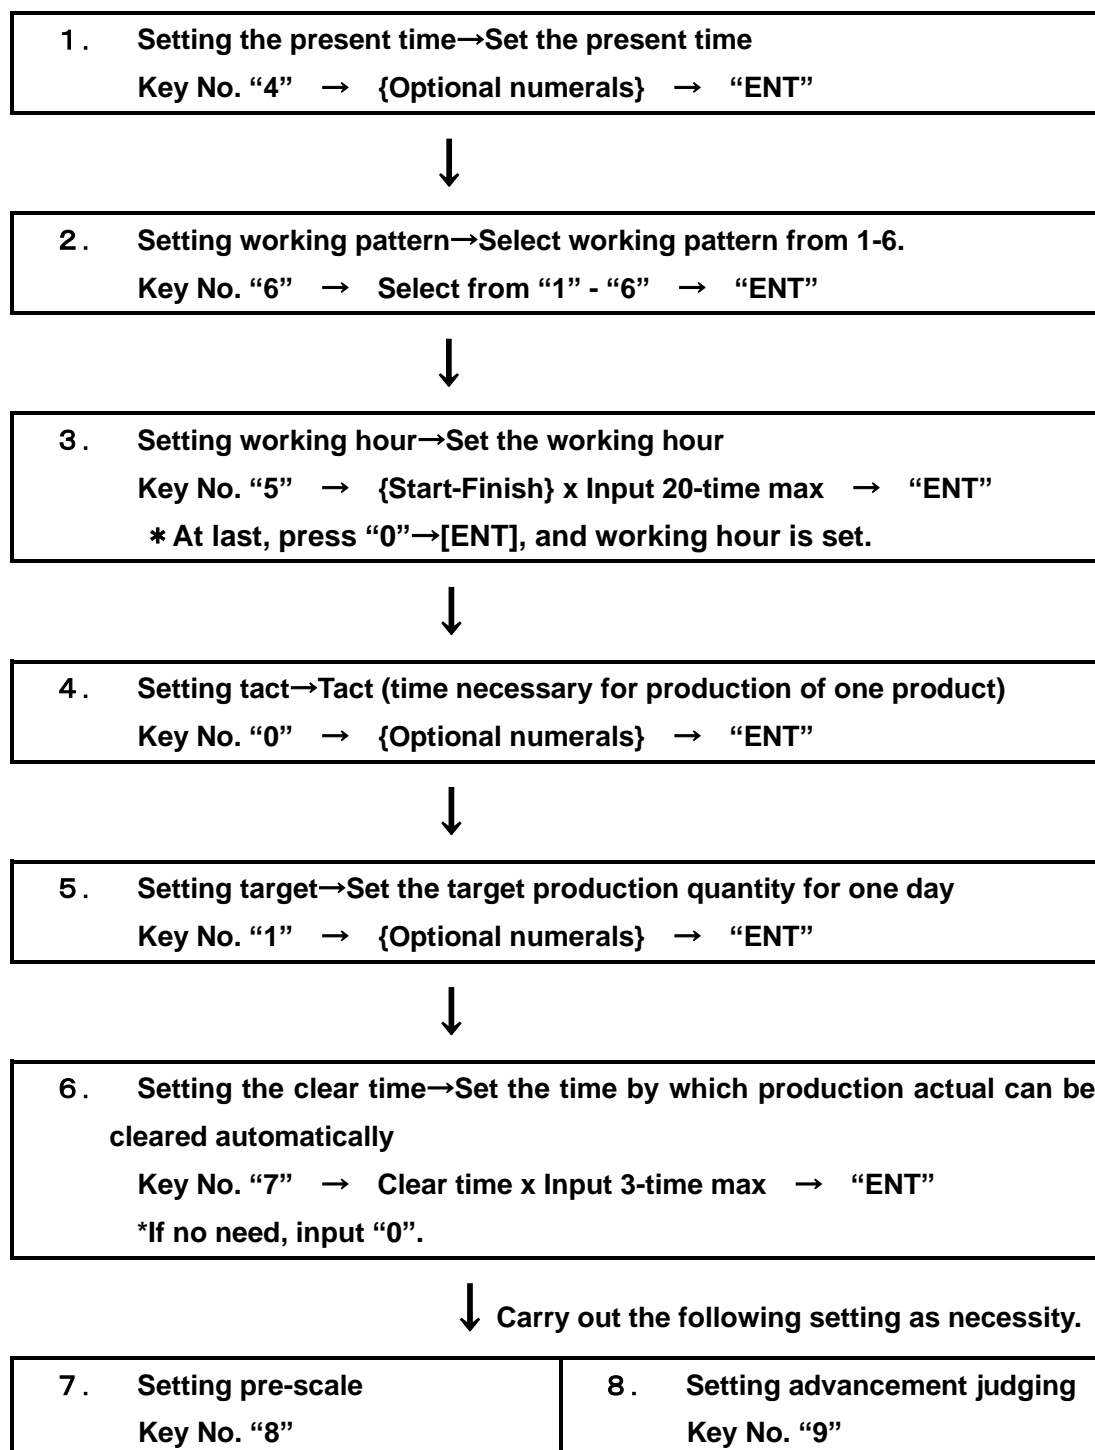 １. Setting the present time→Set the present time
Key No. “4” → {Optional numerals} → “ENT”
↓
２. Setting working pattern→Select working pattern from 1-6.
Key No. “6” → Select from “1” - “6” → “ENT”
↓
３. Setting working hour→Set the working hour
Key No. “5” → {Start-Finish} x Input 20-time max → “ENT”
＊At last, press “0”→[ENT], and working hour is set.
↓
４. Setting tact→Tact (time necessary for production of one product)
Key No. “0” → {Optional numerals} → “ENT”
↓
５. Setting target→Set the target production quantity for one day
Key No. “1” → {Optional numerals} → “ENT”
↓
６. Setting the clear time→Set the time by which production actual can be
cleared automatically
Key No. “7” → Clear time x Input 3-time max → “ENT”
*If no need, input “0”.
↓ Carry out the following setting as necessity.
７. Setting pre-scale
Key No. “8”
８. Setting advancement judging
Key No. “9”